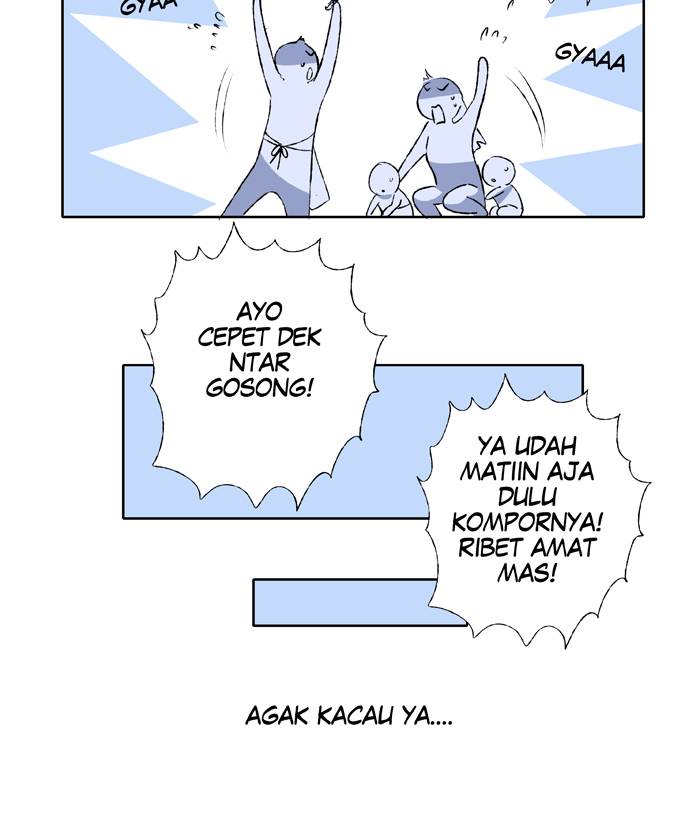 GYAA
GYAAA
AYO
CEPET DEK
NTAR
GOSONG!
YA UDAH
MATIIN AJA
DULU
KOMPORNYA!
RIBET AMAT
MAS!
AGAK KACAU YA....